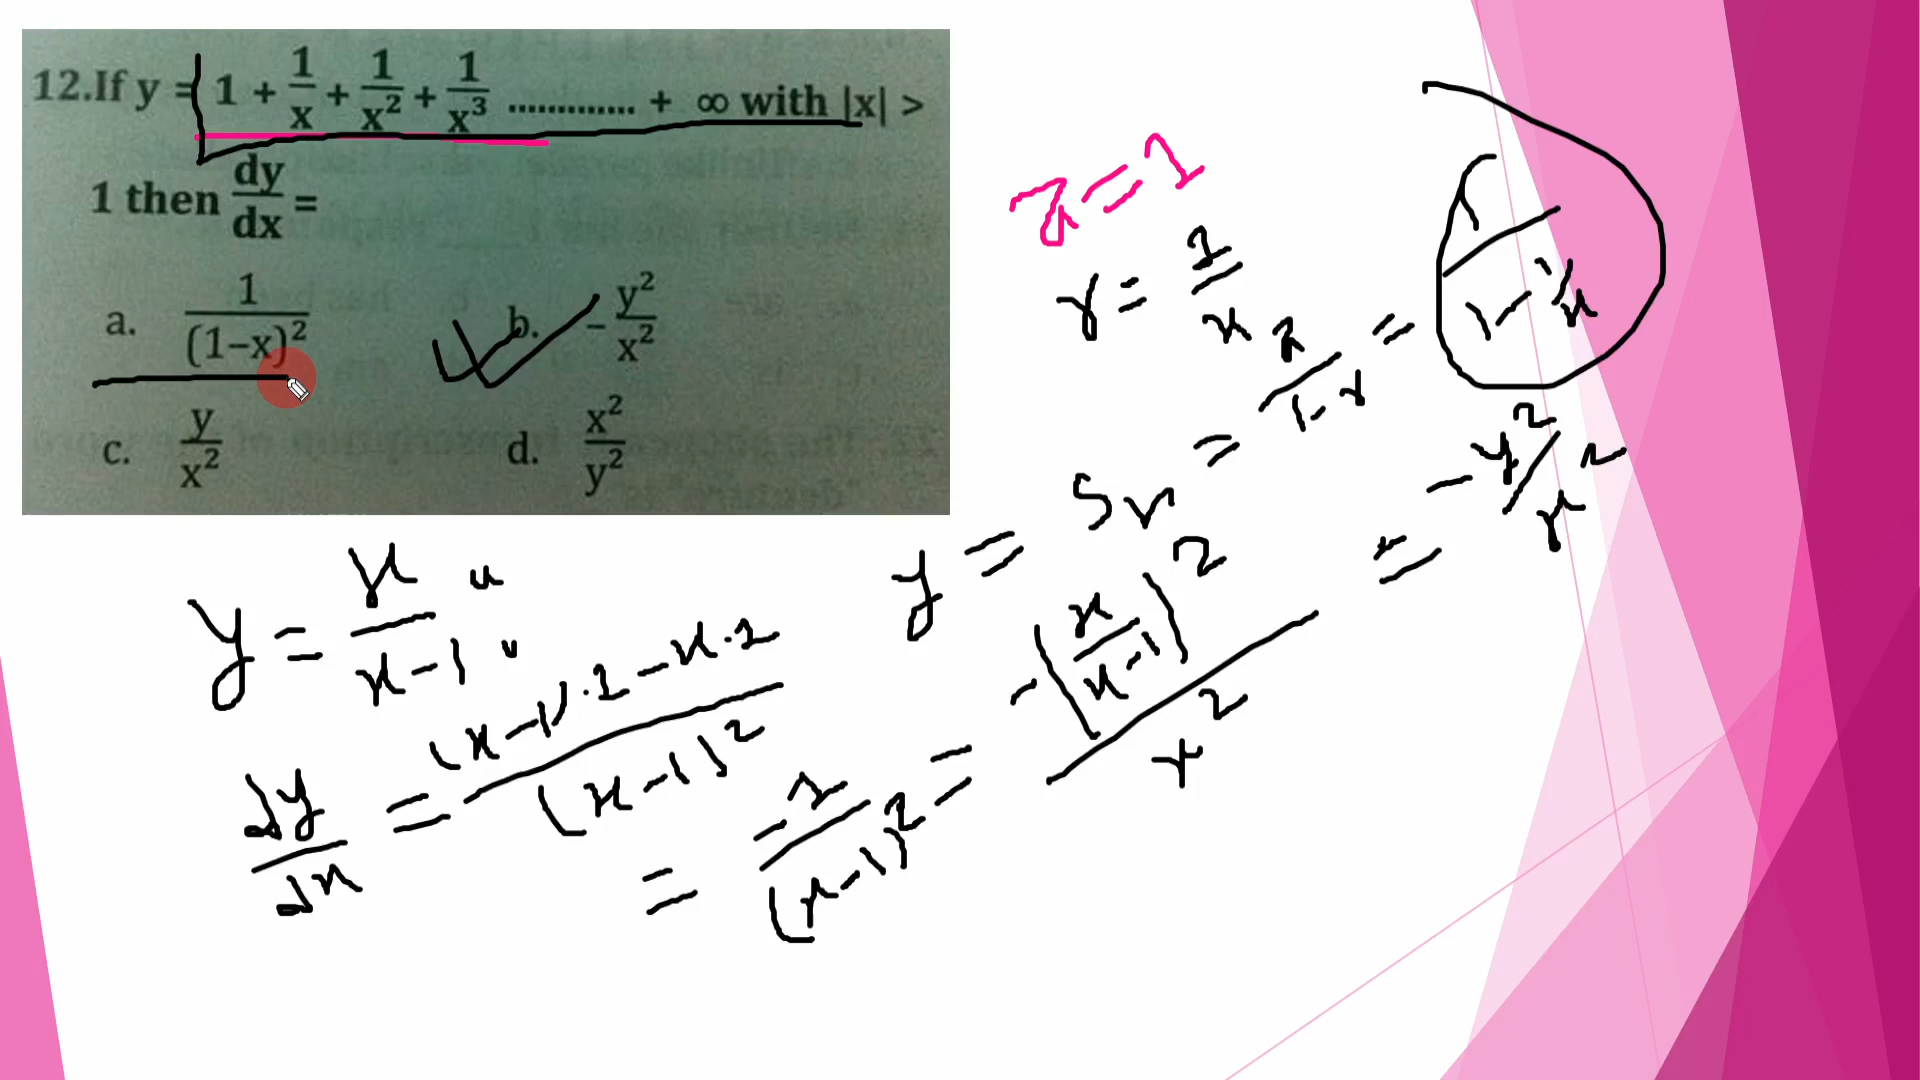 12. If y = 1 + 1/x + 1/x² + 1/x³ ............. + ∞ with |x| >
1 then dy/dx =
a. 1/(1−x)²
b. − y²/x²
c. y/x²
d. x²/y²
a = 1
r = 1/x
y = S∞ = a/(1-r) = 1/(1 - 1/x)
y = x/(x-1) u v
dy/dx = ((x-1)·1 - x·1)/(x-1)²
= -1/(x-1)² = -(x/(x-1))²/x² = -y²/x²